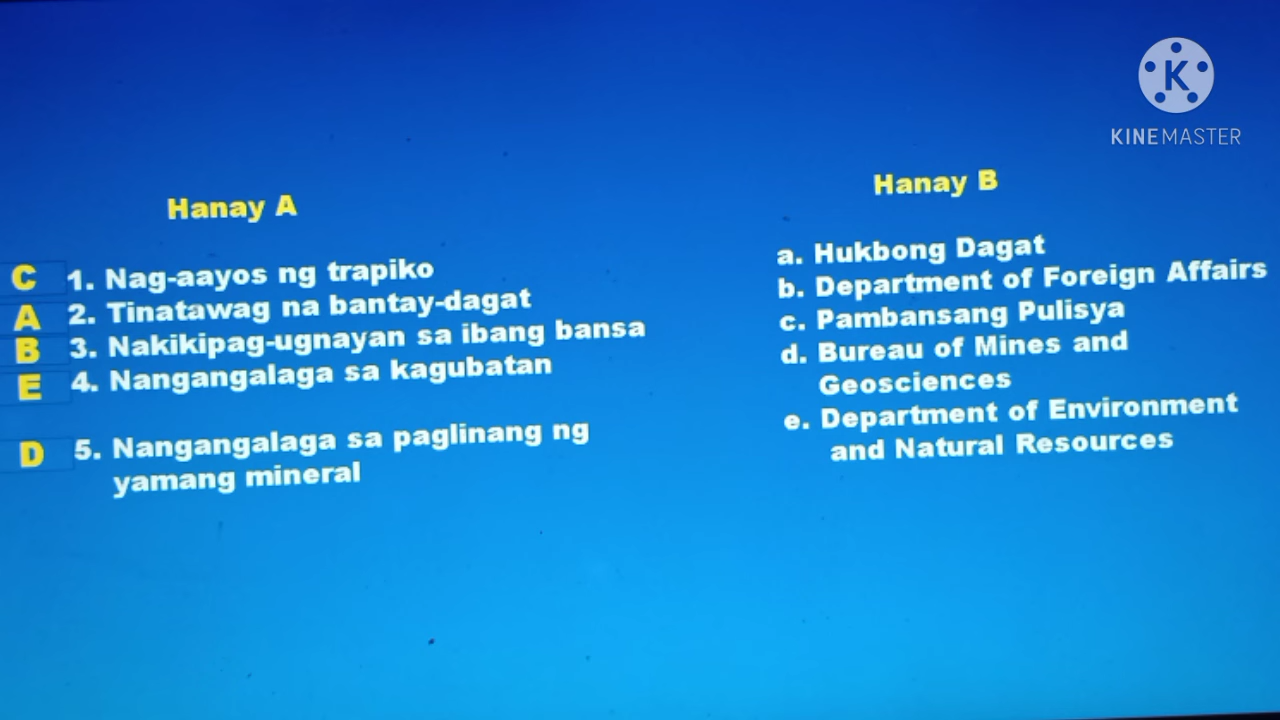 KINEMASTER
Hanay A
C 1. Nag-aayos ng trapiko
A 2. Tinatawag na bantay-dagat
B 3. Nakikipag-ugnayan sa ibang bansa
E 4. Nangangalaga sa kagubatan
D 5. Nangangalaga sa paglinang ng
yamang mineral
Hanay B
a. Hukbong Dagat
b. Department of Foreign Affairs
c. Pambansang Pulisya
d. Bureau of Mines and
Geosciences
e. Department of Environment
and Natural Resources